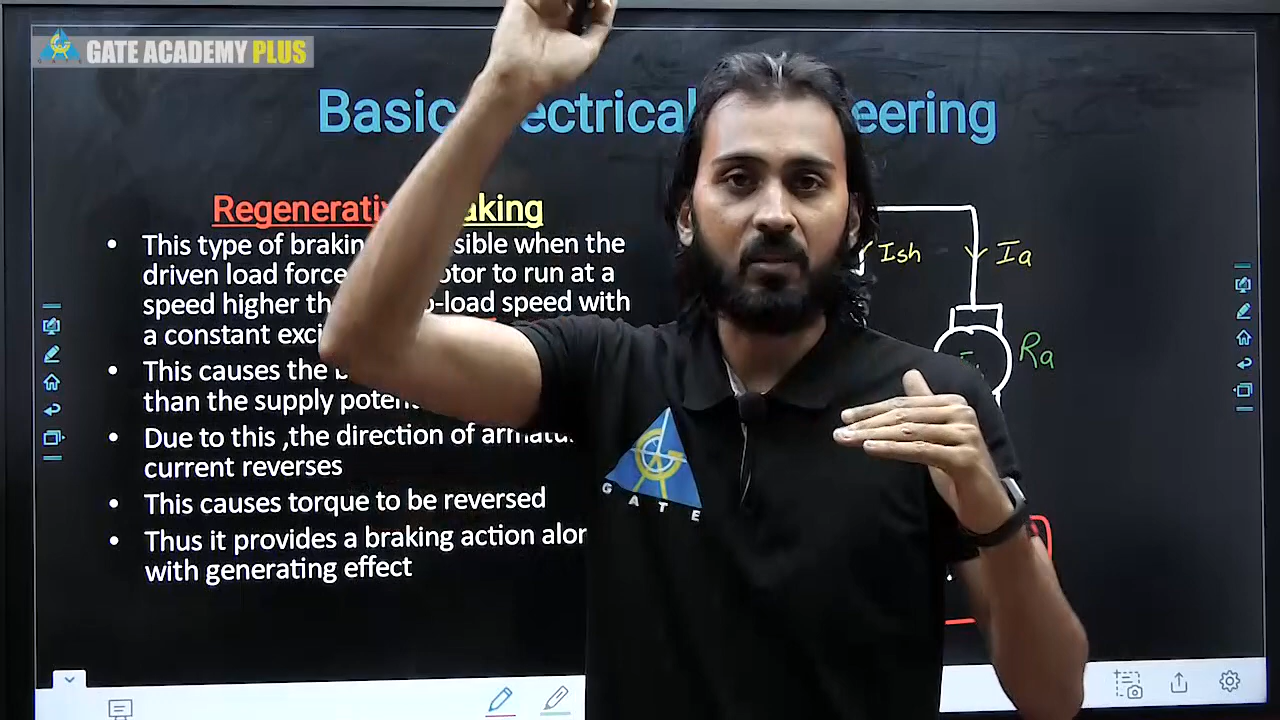 GATE ACADEMY PLUS
Basic
Regenerati aking
This type of brakin sible when the
driven load force otor to run at a
speed higher th o-load speed with
a constant exci
This causes the b
than the supply poten
Due to this ,the direction of armatu
current reverses
This causes torque to be reversed
Thus it provides a braking action alon
with generating effect
Ish
Ia
Ra
GATE